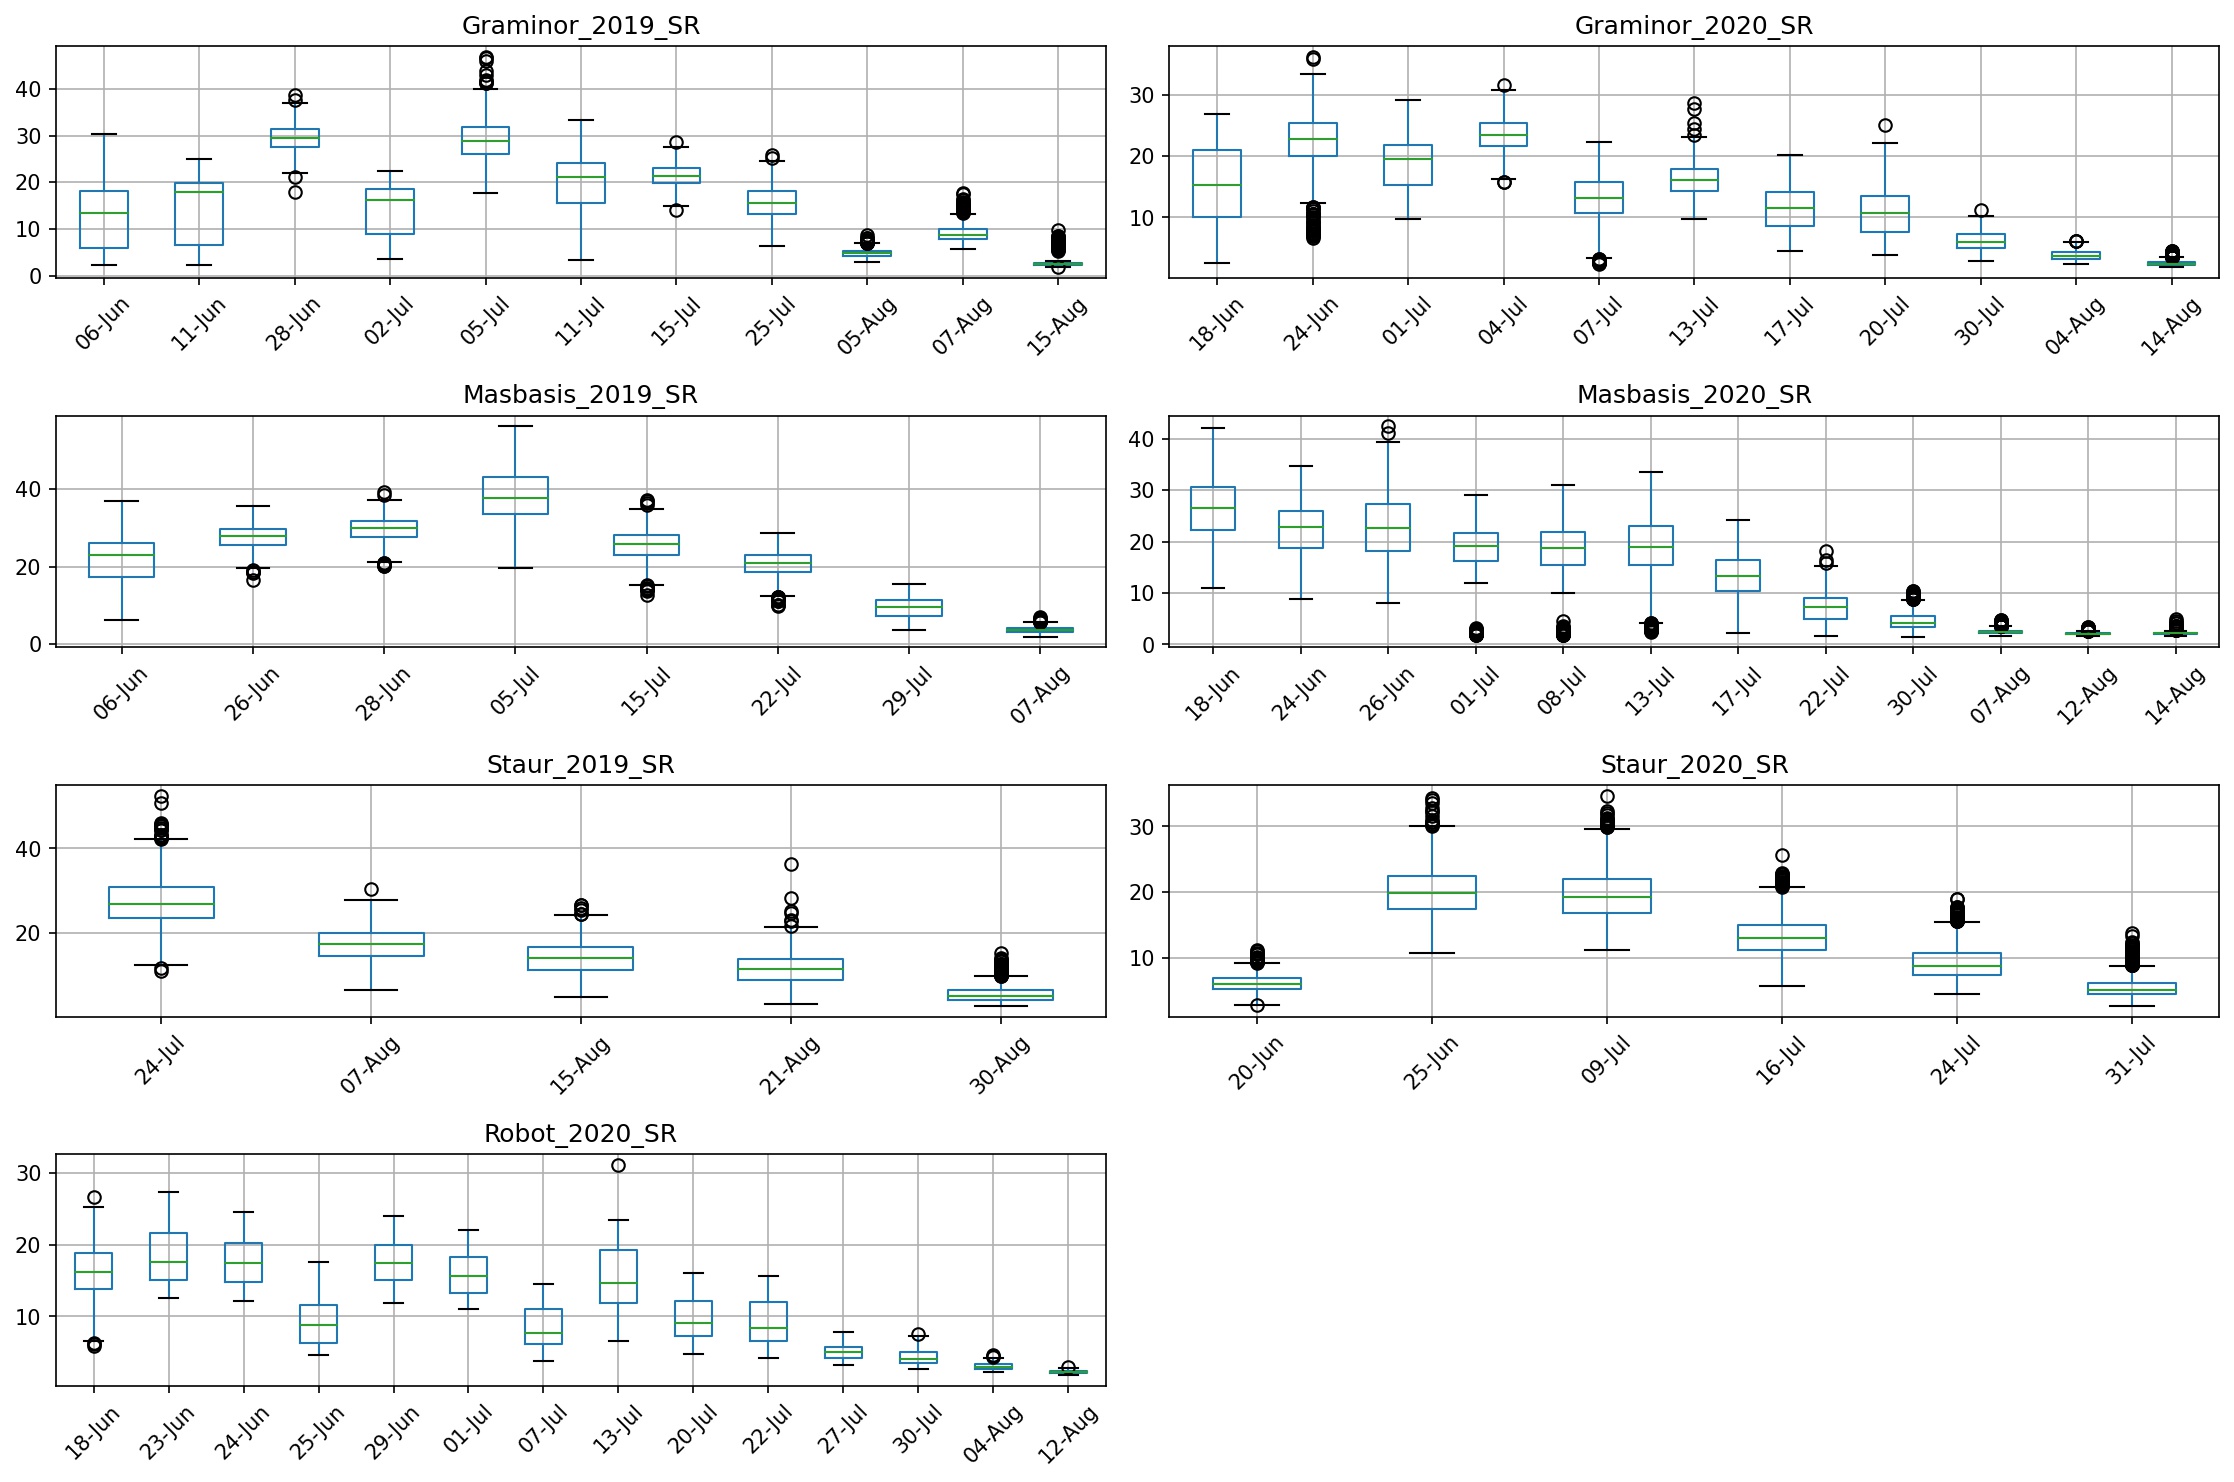 Graminor_2019_SR
40
30
20
10
0
06-Jun 11-Jun 28-Jun 02-Jul 05-Jul 11-Jul 15-Jul 25-Jul 05-Aug 07-Aug 15-Aug
Graminor_2020_SR
30
20
10
18-Jun 24-Jun 01-Jul 04-Jul 07-Jul 13-Jul 17-Jul 20-Jul 30-Jul 04-Aug 14-Aug
Masbasis_2019_SR
40
20
0
06-Jun 26-Jun 28-Jun 05-Jul 15-Jul 22-Jul 29-Jul 07-Aug
Masbasis_2020_SR
40
30
20
10
0
18-Jun 24-Jun 26-Jun 01-Jul 08-Jul 13-Jul 17-Jul 22-Jul 30-Jul 07-Aug 12-Aug 14-Aug
Staur_2019_SR
40
20
24-Jul 07-Aug 15-Aug 21-Aug 30-Aug
Staur_2020_SR
30
20
10
20-Jun 25-Jun 09-Jul 16-Jul 24-Jul 31-Jul
Robot_2020_SR
30
20
10
18-Jun 23-Jun 24-Jun 25-Jun 29-Jun 01-Jul 07-Jul 13-Jul 20-Jul 22-Jul 27-Jul 30-Jul 04-Aug 12-Aug